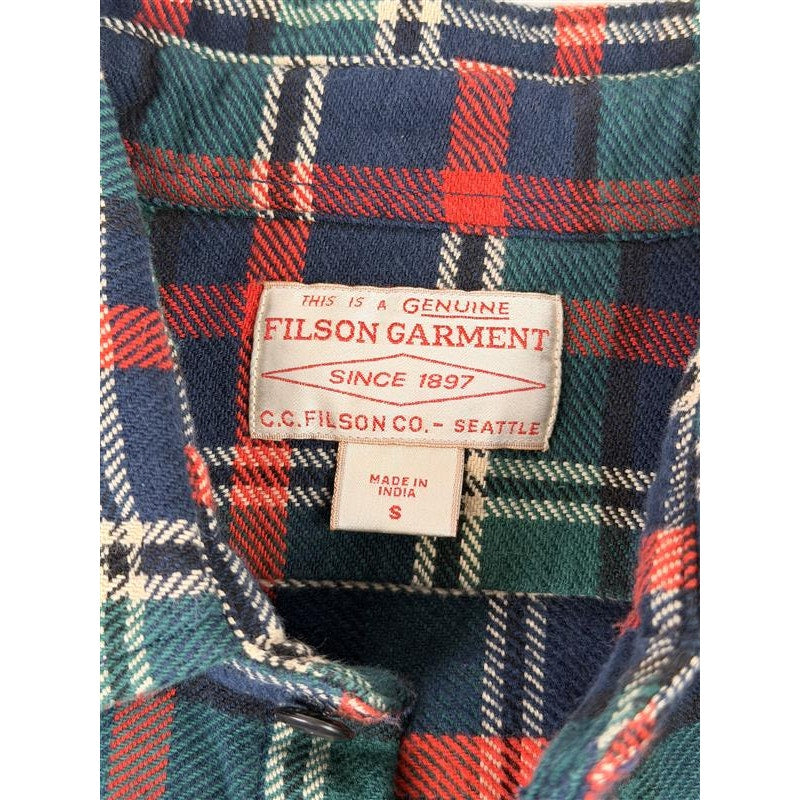 THIS IS A GENUINE
FILSON GARMENT
SINCE 1897
C.C. FILSON CO. - SEATTLE
MADE IN
INDIA
S